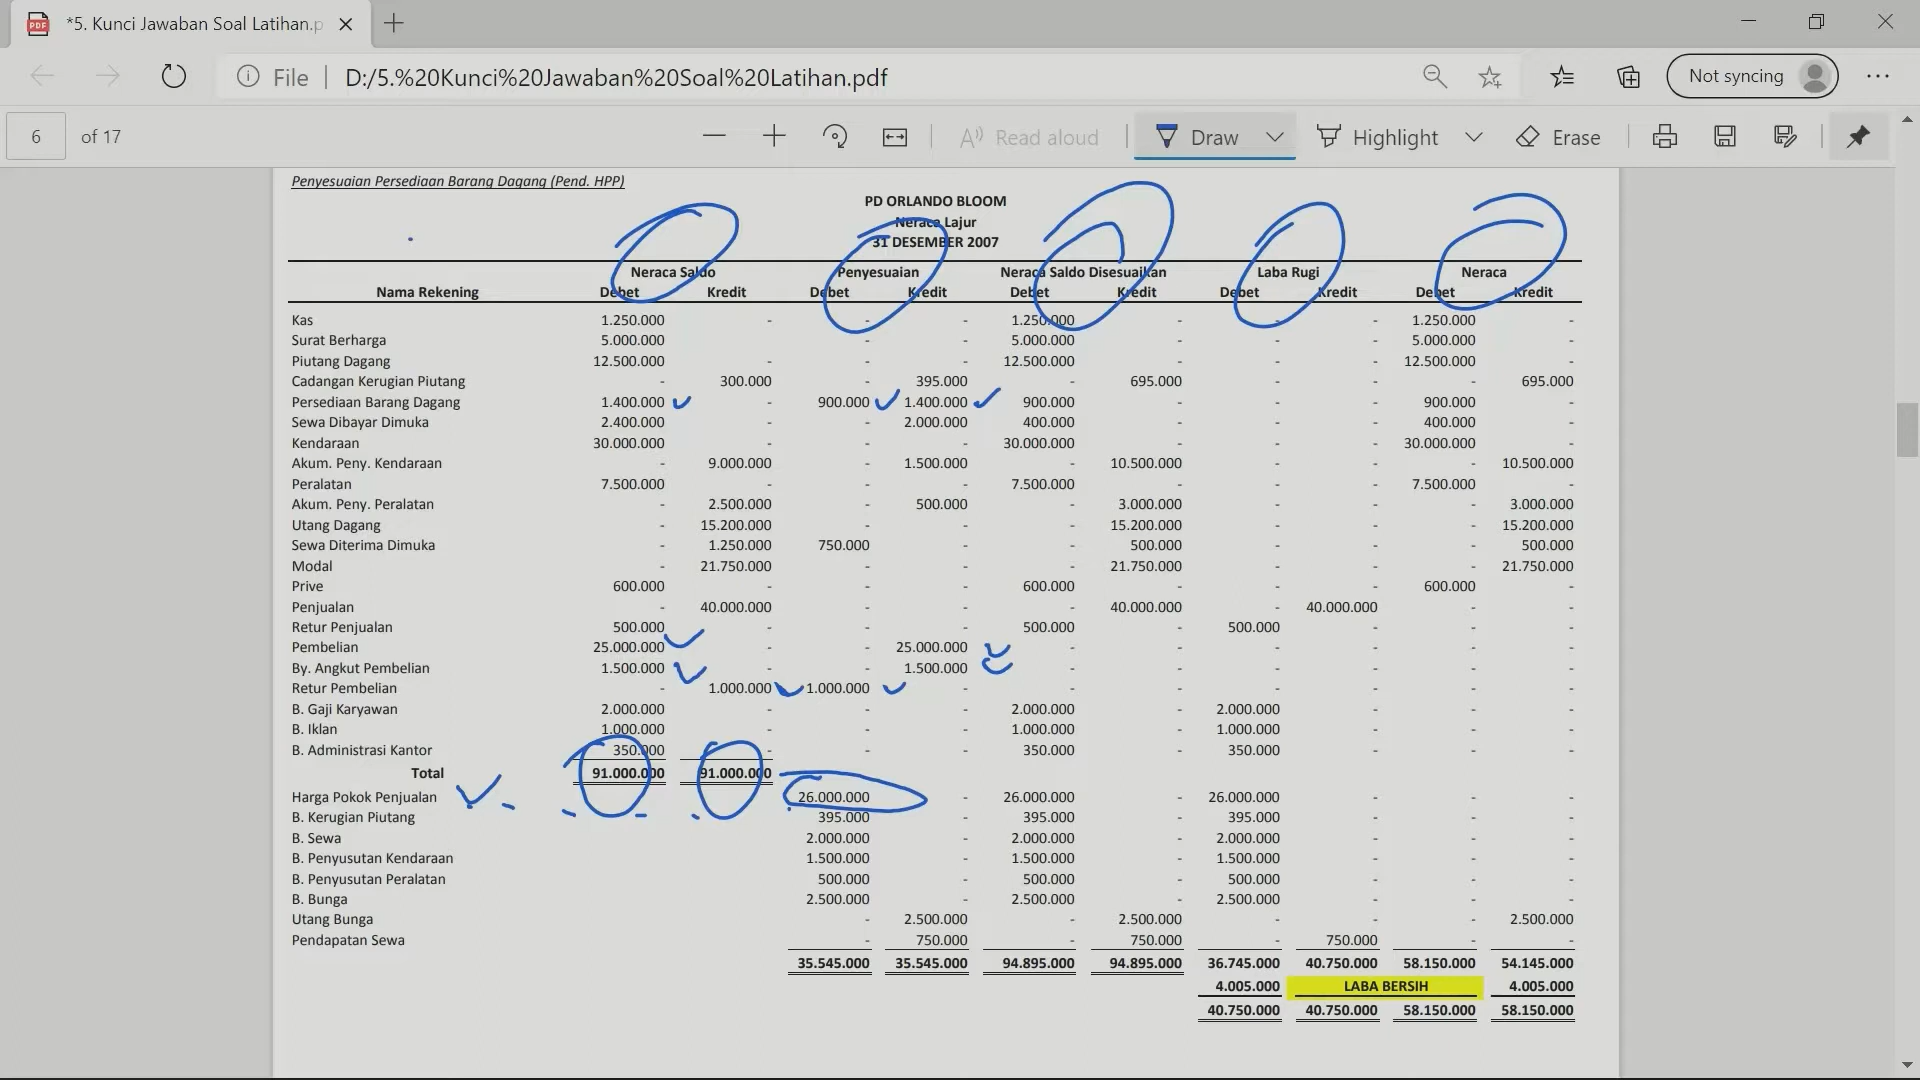 *5. Kunci Jawaban Soal Latihan.p
File | D:/5.%20Kunci%20Jawaban%20Soal%20Latihan.pdf
Not syncing
6 of 17
Read aloud
Draw
Highlight
Erase
Penyesuaian Persediaan Barang Dagang (Pend. HPP)
PD ORLANDO BLOOM
Neraca Lajur
31 DESEMBER 2007
Nama Rekening Neraca Saldo Penyesuaian Neraca Saldo Disesuaikan Laba Rugi Neraca
Debet Kredit Debet Kredit Debet Kredit Debet Kredit Debet Kredit
Kas 1.250.000 - - - 1.250.000 - - - 1.250.000 -
Surat Berharga 5.000.000 - - 5.000.000 - - - 5.000.000 -
Piutang Dagang 12.500.000 - - - 12.500.000 - - - 12.500.000 -
Cadangan Kerugian Piutang - 300.000 - 395.000 - 695.000 - - - 695.000
Persediaan Barang Dagang 1.400.000 - 900.000 1.400.000 900.000 - - - 900.000 -
Sewa Dibayar Dimuka 2.400.000 - - 2.000.000 400.000 - - - 400.000 -
Kendaraan 30.000.000 - - - 30.000.000 - - - 30.000.000 -
Akum. Peny. Kendaraan - 9.000.000 - 1.500.000 - 10.500.000 - - - 10.500.000
Peralatan 7.500.000 - - - 7.500.000 - - - 7.500.000 -
Akum. Peny. Peralatan - 2.500.000 - 500.000 - 3.000.000 - - - 3.000.000
Utang Dagang - 15.200.000 - - - 15.200.000 - - - 15.200.000
Sewa Diterima Dimuka - 1.250.000 750.000 - - 500.000 - - - 500.000
Modal - 21.750.000 - - - 21.750.000 - - - 21.750.000
Prive 600.000 - - - 600.000 - - - 600.000 -
Penjualan - 40.000.000 - - - 40.000.000 - 40.000.000 - -
Retur Penjualan 500.000 - - - 500.000 - 500.000 - - -
Pembelian 25.000.000 - - 25.000.000 - - - - - -
By. Angkut Pembelian 1.500.000 - - 1.500.000 - - - - - -
Retur Pembelian - 1.000.000 1.000.000 - - - - - - -
B. Gaji Karyawan 2.000.000 - - - 2.000.000 - 2.000.000 - - -
B. Iklan 1.000.000 - - - 1.000.000 - 1.000.000 - - -
B. Administrasi Kantor 350.000 - - - 350.000 - 350.000 - - -
Total 91.000.000 91.000.000
Harga Pokok Penjualan 26.000.000 - 26.000.000 - 26.000.000 - - -
B. Kerugian Piutang 395.000 - 395.000 - 395.000 - - -
B. Sewa 2.000.000 - 2.000.000 - 2.000.000 - - -
B. Penyusutan Kendaraan 1.500.000 - 1.500.000 - 1.500.000 - - -
B. Penyusutan Peralatan 500.000 - 500.000 - 500.000 - - -
B. Bunga 2.500.000 - 2.500.000 - 2.500.000 - - -
Utang Bunga - 2.500.000 - 2.500.000 - - - 2.500.000
Pendapatan Sewa - 750.000 - 750.000 - 750.000 - -
35.545.000 35.545.000 94.895.000 94.895.000 36.745.000 40.750.000 58.150.000 54.145.000
4.005.000 LABA BERSIH 4.005.000
40.750.000 40.750.000 58.150.000 58.150.000